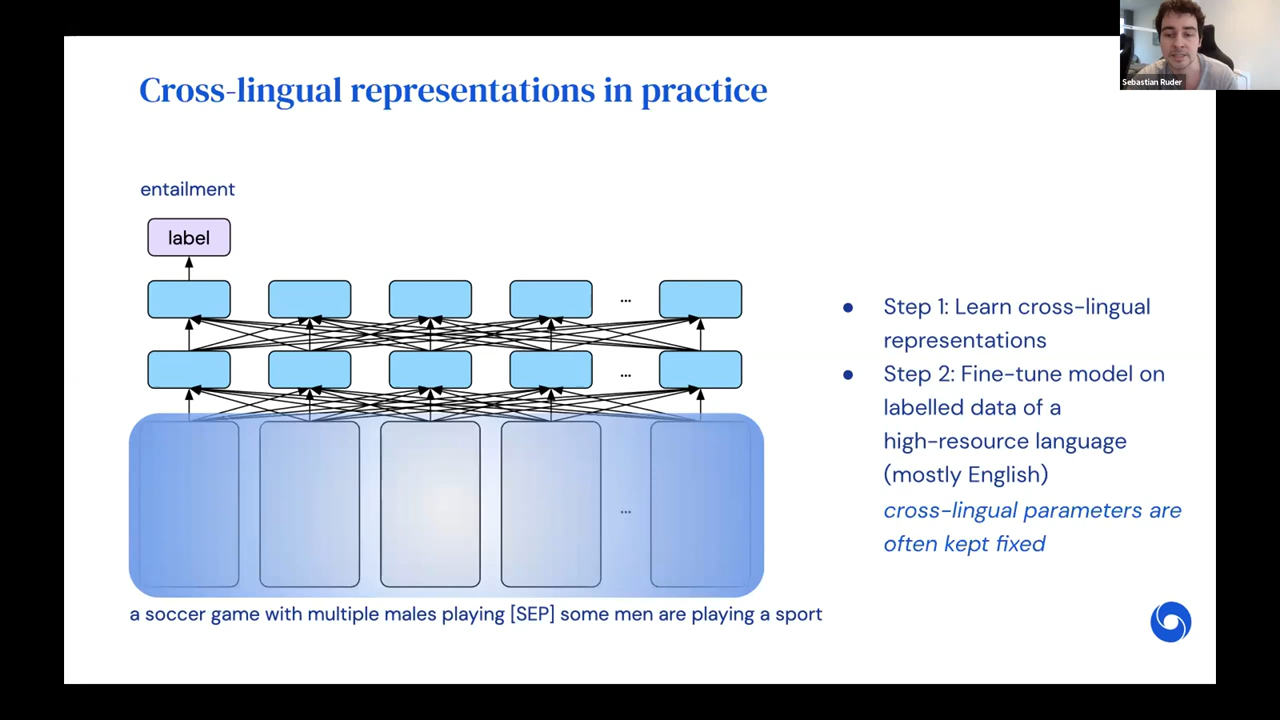 Sebastian Ruder
Cross-lingual representations in practice
entailment
label
...
...
...
a soccer game with multiple males playing [SEP] some men are playing a sport
● Step 1: Learn cross-lingual
representations
● Step 2: Fine-tune model on
labelled data of a
high-resource language
(mostly English)
cross-lingual parameters are
often kept fixed